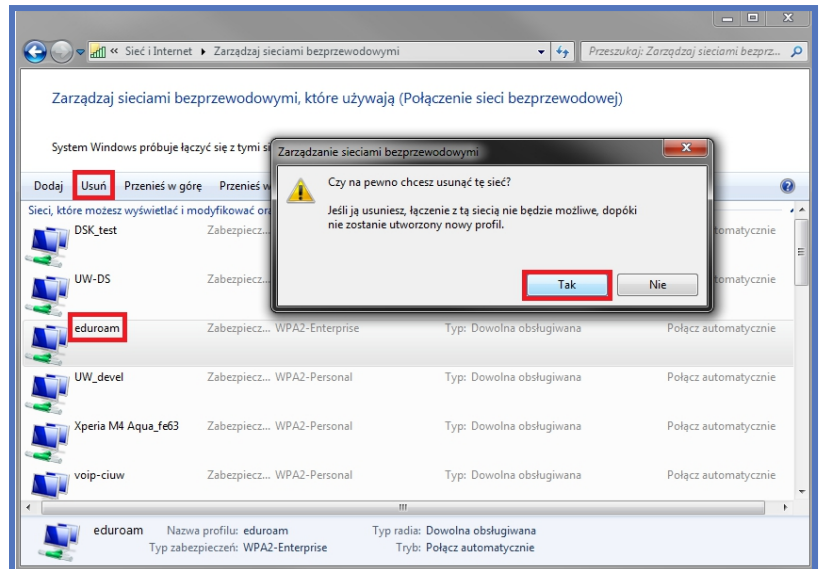 « Sieć i Internet ▸ Zarządzaj sieciami bezprzewodowymi
Przeszukaj: Zarządzaj sieciami bezprz...
Zarządzaj sieciami bezprzewodowymi, które używają (Połączenie sieci bezprzewodowej)
System Windows próbuje łączyć się z tymi
Zarządzanie sieciami bezprzewodowymi
Czy na pewno chcesz usunąć tę sieć?
Jeśli ją usuniesz, łączenie z tą siecią nie będzie możliwe, dopóki
nie zostanie utworzony nowy profil.
Tak Nie
Dodaj Usuń Przenieś w górę Przenieś w
Sieci, które możesz wyświetlać i modyfikować
DSK_test Zabezpiecz... tomatycznie
UW-DS Zabezpiecz... tomatycznie
eduroam Zabezpiecz... WPA2-Enterprise Typ: Dowolna obsługiwana Połącz automatycznie
UW_devel Zabezpiecz... WPA2-Personal Typ: Dowolna obsługiwana Połącz automatycznie
Xperia M4 Aqua_fe63 Zabezpiecz... WPA2-Personal Typ: Dowolna obsługiwana Połącz automatycznie
voip-ciuw Zabezpiecz... WPA2-Personal Typ: Dowolna obsługiwana Połącz automatycznie
eduroam Nazwa profilu: eduroam Typ radia: Dowolna obsługiwana
Typ zabezpieczeń: WPA2-Enterprise Tryb: Połącz automatycznie